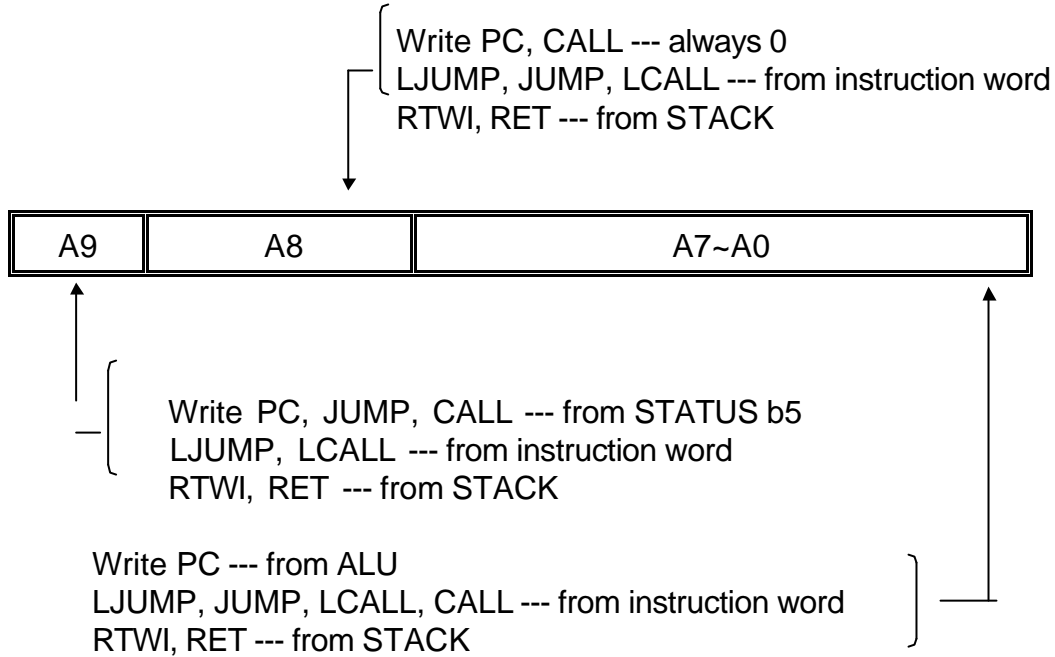 Write PC, CALL --- always 0
LJUMP, JUMP, LCALL --- from instruction word
RTWI, RET --- from STACK
A9 A8 A7~A0
Write PC, JUMP, CALL --- from STATUS b5
LJUMP, LCALL --- from instruction word
RTWI, RET --- from STACK
Write PC --- from ALU
LJUMP, JUMP, LCALL, CALL --- from instruction word
RTWI, RET --- from STACK